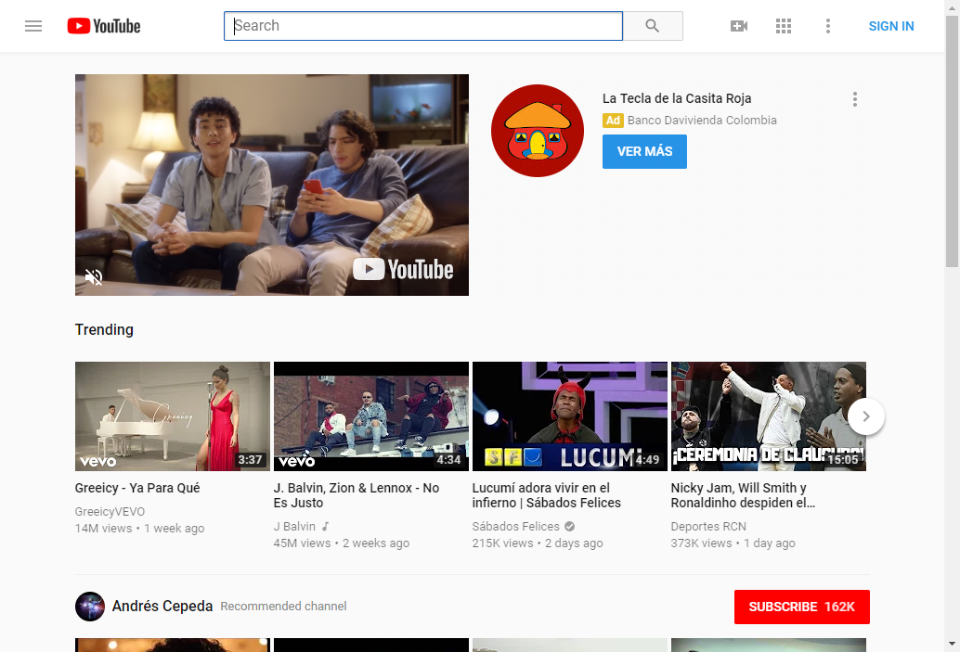 YouTube
Search
SIGN IN
YouTube
La Tecla de la Casita Roja
Ad Banco Davivienda Colombia
VER MÁS
Trending
Greeicy
vevo
3:37
vevo
4:34
SFJ LUCUMÍ
4:49
¡CEREMONIA DE CLAUSURA!
15:05
Greeicy - Ya Para Qué
GreeicyVEVO
14M views • 1 week ago
J. Balvin, Zion & Lennox - No
Es Justo
J Balvin
45M views • 2 weeks ago
Lucumí adora vivir en el
infierno | Sábados Felices
Sábados Felices
215K views • 2 days ago
Nicky Jam, Will Smith y
Ronaldinho despiden el...
Deportes RCN
373K views • 1 day ago
Andrés Cepeda Recommended channel
SUBSCRIBE 162K